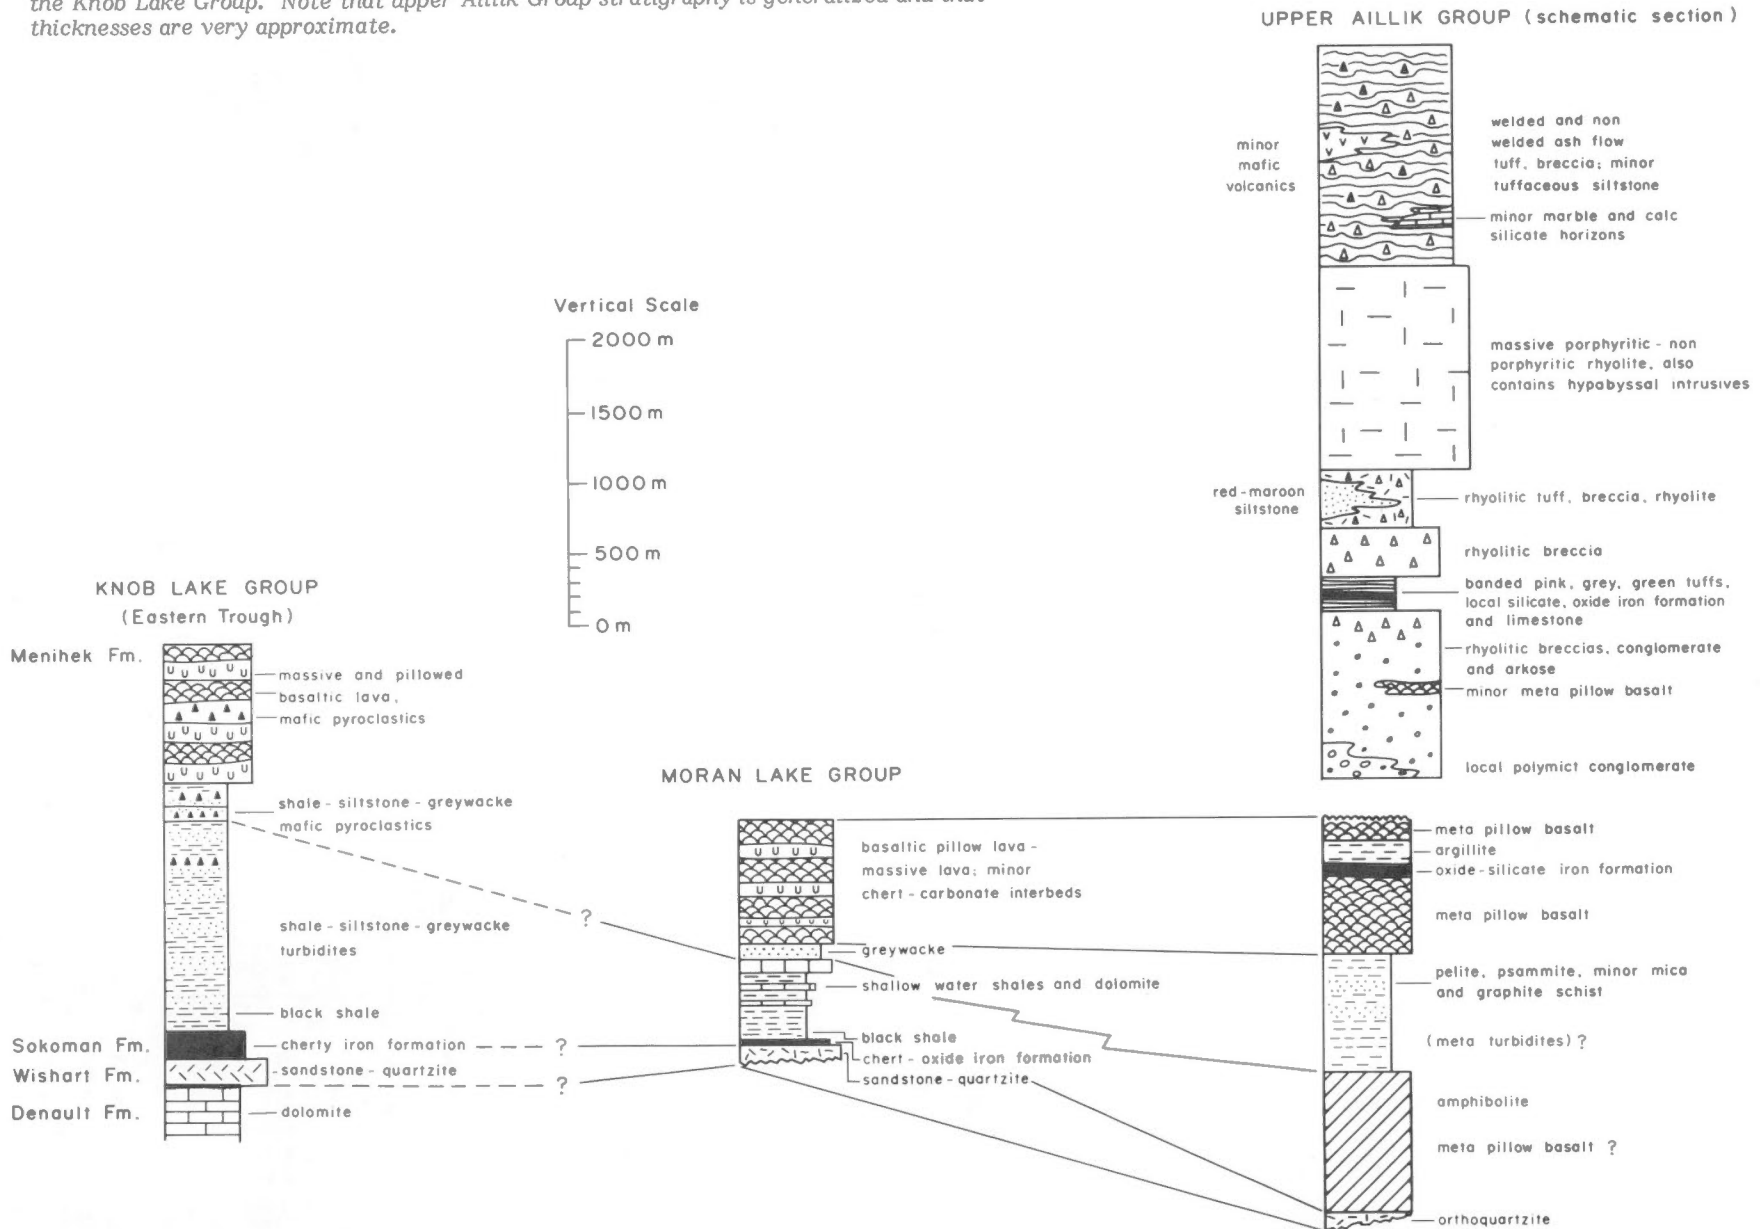 the Knob Lake Group. Note that upper Aillik Group stratigraphy is generalized and that
thicknesses are very approximate.
UPPER AILLIK GROUP (schematic section)
minor
mafic
volcanics
welded and non
welded ash flow
tuff, breccia; minor
tuffaceous siltstone
minor marble and calc
silicate horizons
massive porphyritic - non
porphyritic rhyolite, also
contains hypabyssal intrusives
red-maroon
siltstone
rhyolitic tuff, breccia, rhyolite
rhyolitic breccia
banded pink, grey, green tuffs,
local silicate, oxide iron formation
and limestone
rhyolitic breccias, conglomerate
and arkose
minor meta pillow basalt
local polymict conglomerate
Vertical Scale
2000 m
1500 m
1000 m
500 m
0 m
KNOB LAKE GROUP
(Eastern Trough)
Menihek Fm.
massive and pillowed
basaltic lava,
mafic pyroclastics
shale - siltstone - greywacke
mafic pyroclastics
shale - siltstone - greywacke
turbidites
black shale
Sokoman Fm.
cherty iron formation
Wishart Fm.
sandstone - quartzite
Denault Fm.
dolomite
?
?
?
MORAN LAKE GROUP
basaltic pillow lava -
massive lava; minor
chert - carbonate interbeds
greywacke
shallow water shales and dolomite
black shale
chert - oxide iron formation
sandstone - quartzite
meta pillow basalt
argillite
oxide-silicate iron formation
meta pillow basalt
pelite, psammite, minor mica
and graphite schist
(meta turbidites) ?
amphibolite
meta pillow basalt ?
orthoquartzite